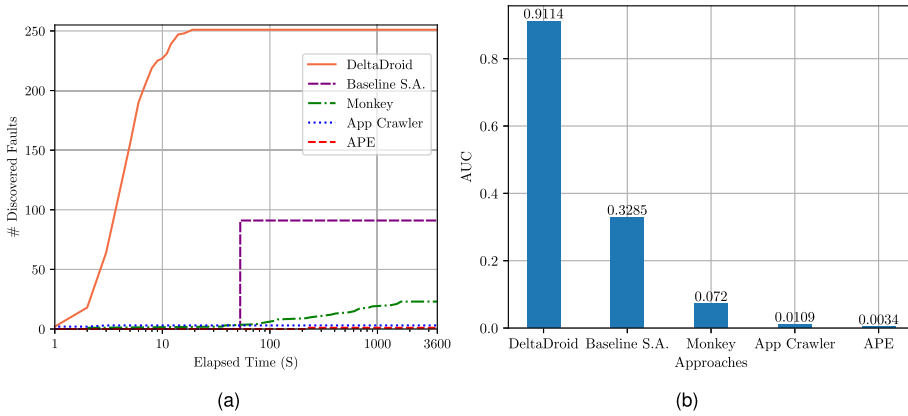 250
200
150
100
50
0
# Discovered Faults
DeltaDroid
Baseline S.A.
Monkey
App Crawler
APE
1 10 100 1000 3600
Elapsed Time (S)
(a)
0.8
0.6
0.4
0.2
0.0
AUC
0.9114
0.3285
0.072
0.0109
0.0034
DeltaDroid Baseline S.A. Monkey App Crawler APE
Approaches
(b)